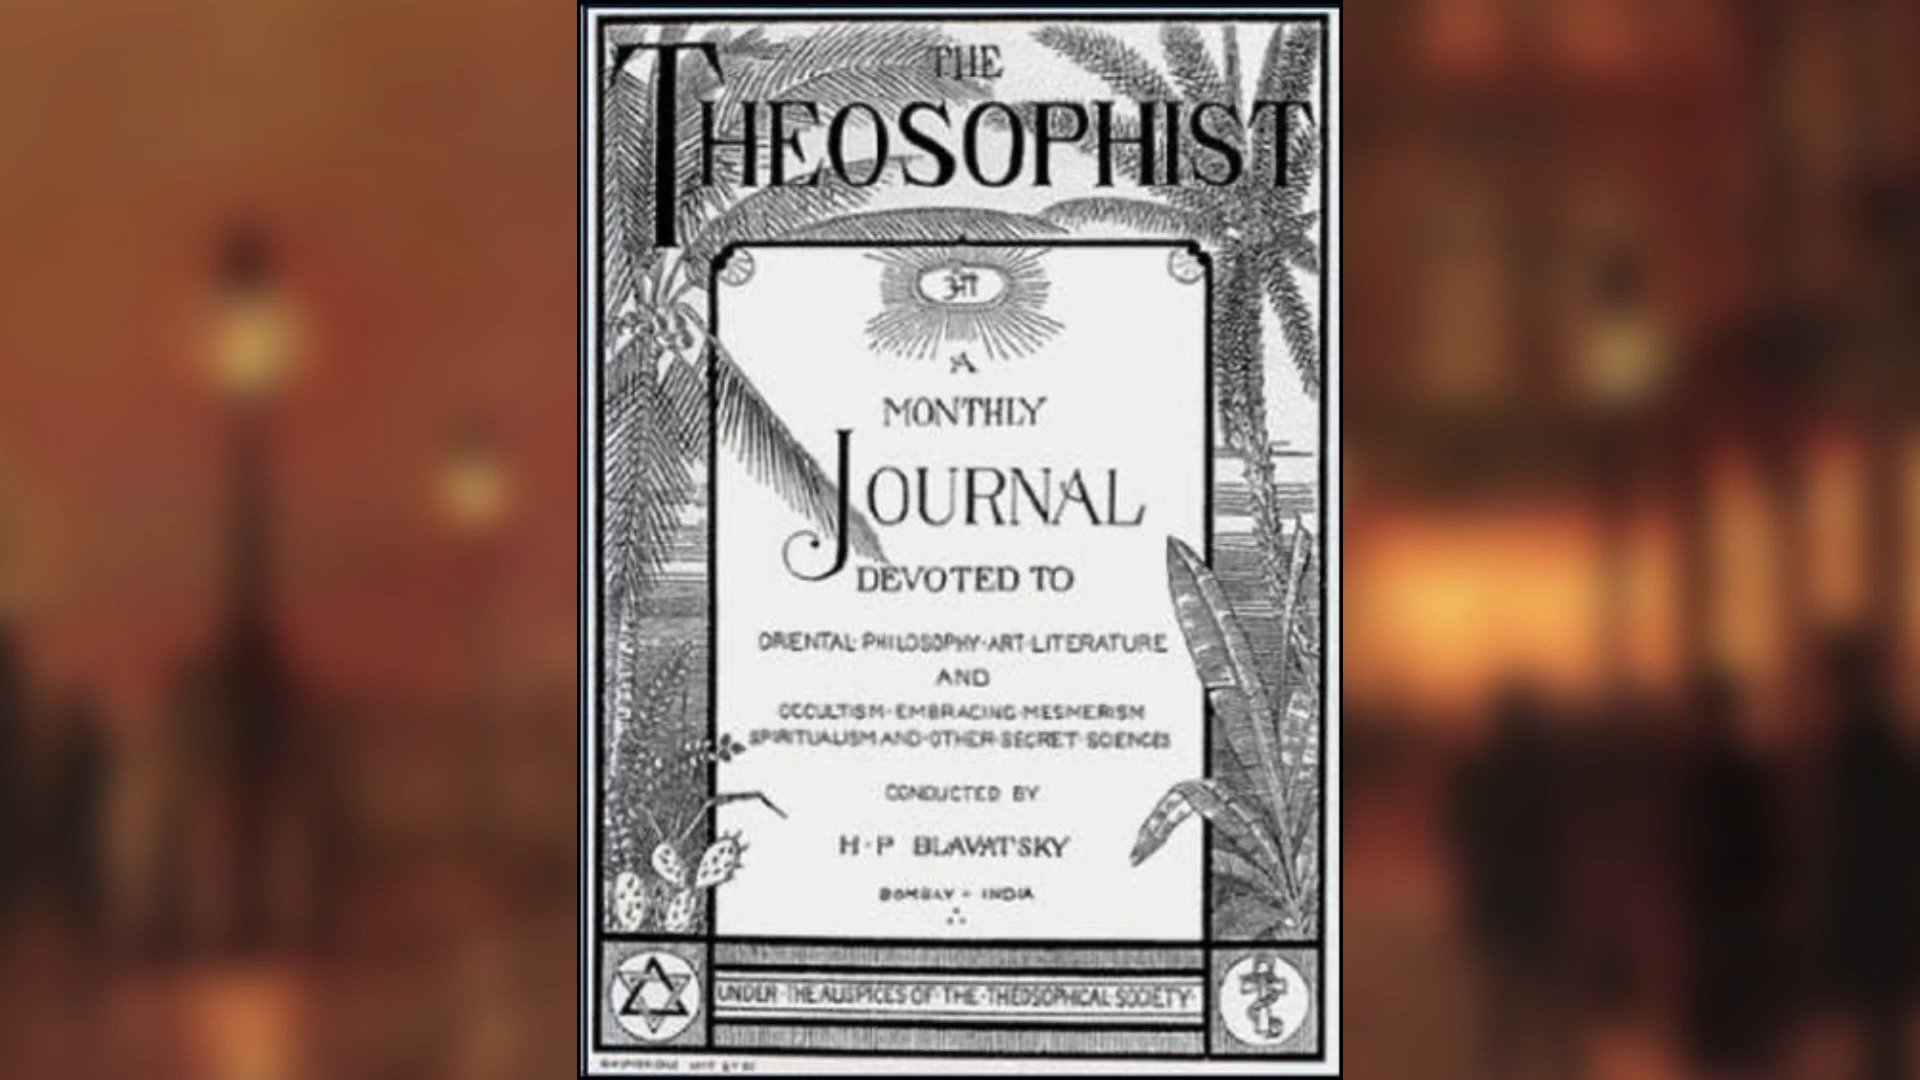 THE
THEOSOPHIST
ओं
A
MONTHLY
JOURNAL
DEVOTED TO
ORIENTAL·PHILOSOPHY·ART·LITERATURE
AND
OCCULTISM·EMBRACING·MESMERISM
SPIRITUALISM AND·OTHER·SECRET·SCIENCES
CONDUCTED BY
H·P BLAVATSKY
BOMBAY - INDIA
UNDER·THE AUSPICES OF·THE·THEOSOPHICAL SOCIETY·